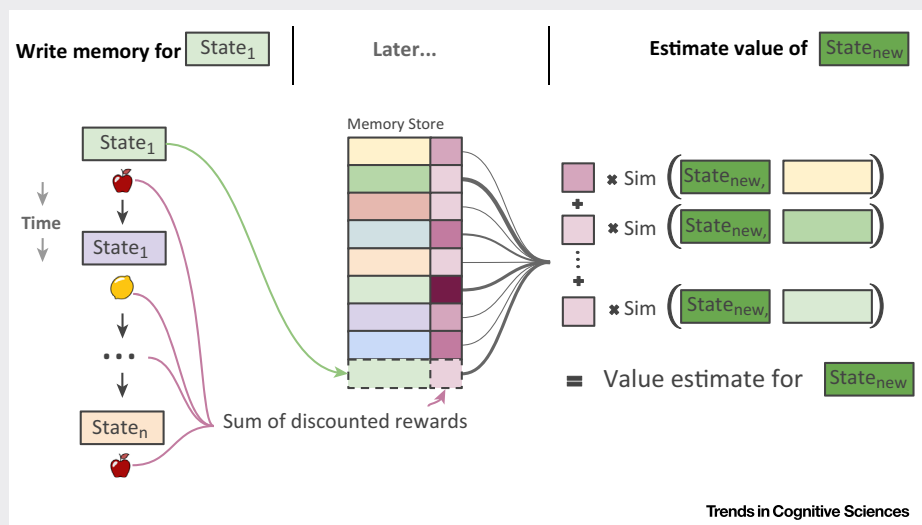 Write memory for State₁
Later...
Estimate value of Stateₙₑw
Memory Store
State₁
Time
State₁
...
Stateₙ
Sum of discounted rewards
× Sim (Stateₙₑw, )
+
× Sim (Stateₙₑw, )
+
× Sim (Stateₙₑw, )
= Value estimate for Stateₙₑw
Trends in Cognitive Sciences